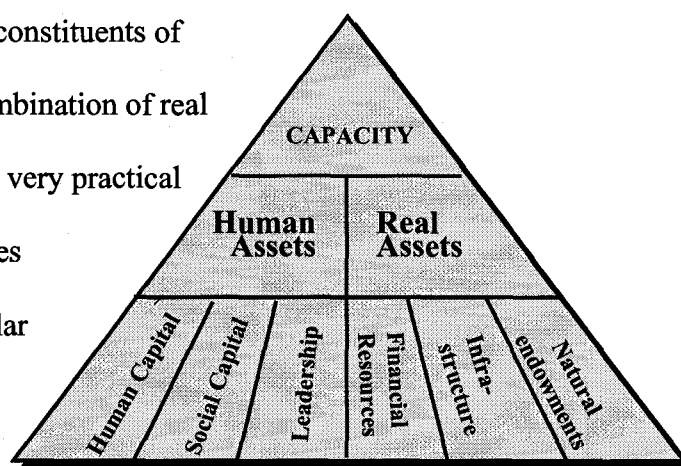 constituents of
mbination of real
very practical
es
lar
CAPACITY
Human
Assets
Real
Assets
Human Capital
Social Capital
Leadership
Financial
Resources
Infra-
structure
Natural
endowments